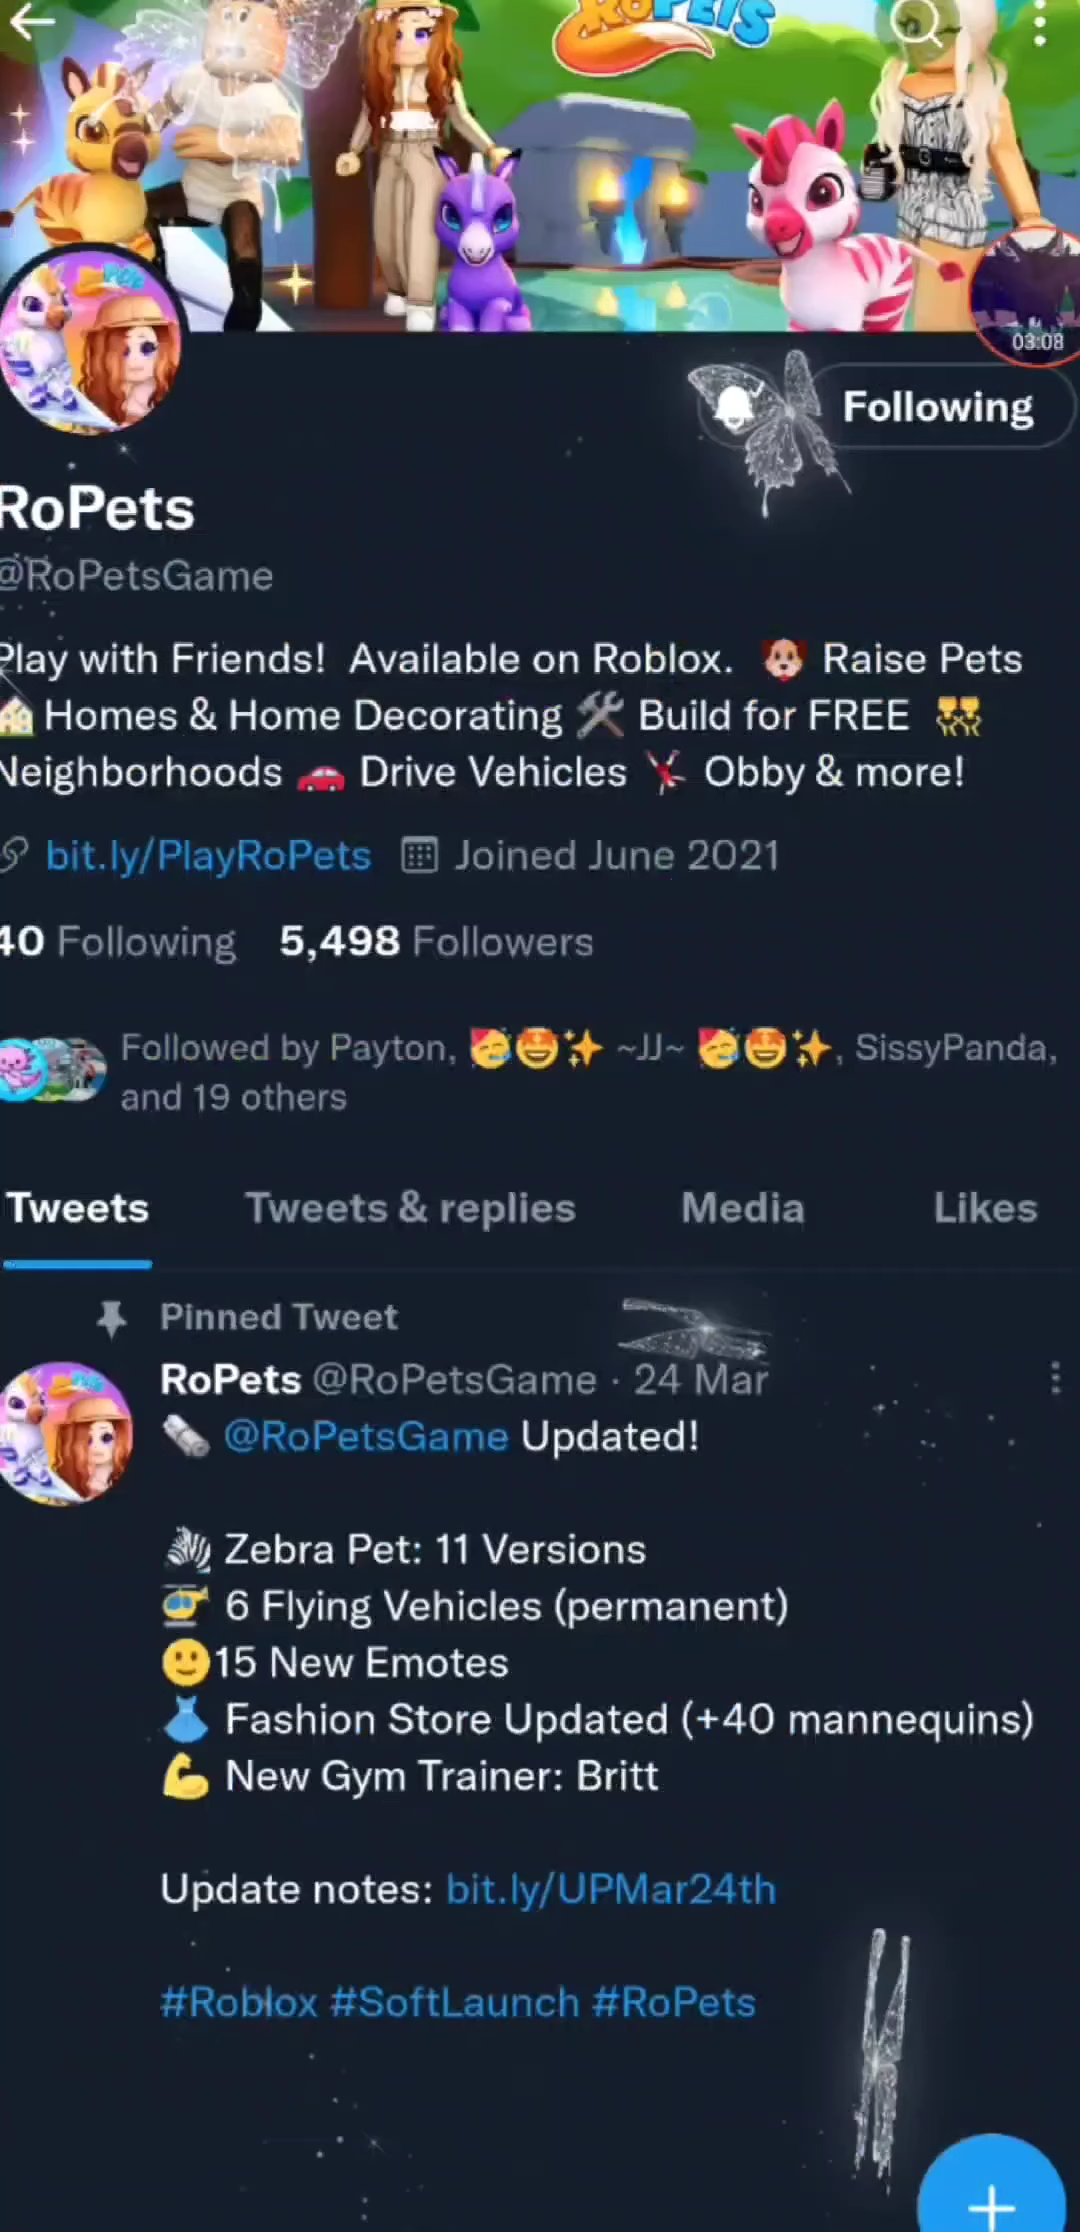 ROPETS
03:08
Following
RoPets
@RoPetsGame
Play with Friends! Available on Roblox. 🐶 Raise Pets
🏘 Homes & Home Decorating 🛠 Build for FREE 👯
Neighborhoods 🚗 Drive Vehicles 🤸 Obby & more!
bit.ly/PlayRoPets Joined June 2021
40 Following 5,498 Followers
Followed by Payton, 🥳🤩✨ ~JJ~ 🥳🤩✨, SissyPanda,
and 19 others
Tweets Tweets & replies Media Likes
Pinned Tweet
RoPets @RoPetsGame · 24 Mar
🗞 @RoPetsGame Updated!
🦓 Zebra Pet: 11 Versions
🚁 6 Flying Vehicles (permanent)
🙂15 New Emotes
👗 Fashion Store Updated (+40 mannequins)
💪 New Gym Trainer: Britt
Update notes: bit.ly/UPMar24th
#Roblox #SoftLaunch #RoPets